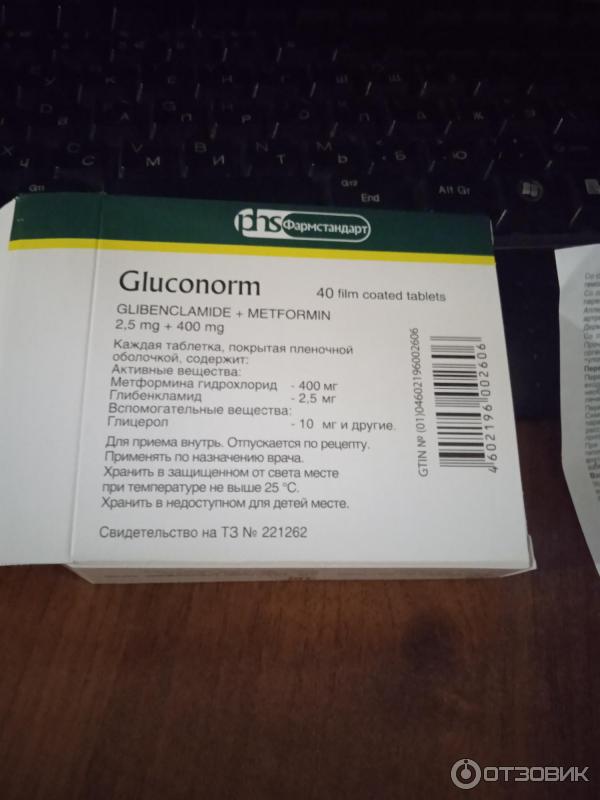 End
Alt Gr
phs Фармстандарт
Gluconorm
40 film coated tablets
GLIBENCLAMIDE + METFORMIN
2,5 mg + 400 mg
Каждая таблетка, покрытая пленочной
оболочкой, содержит:
Активные вещества:
Метформина гидрохлорид - 400 мг
Глибенкламид - 2,5 мг
Вспомогательные вещества:
Глицерол - 10 мг и другие.
Для приема внутрь. Отпускается по рецепту.
Применять по назначению врача.
Хранить в защищенном от света месте
при температуре не выше 25 °С.
Хранить в недоступном для детей месте.
Свидетельство на ТЗ № 221262
GTIN № (01)04602196002606
4 602196 002606
ОТЗОВИК